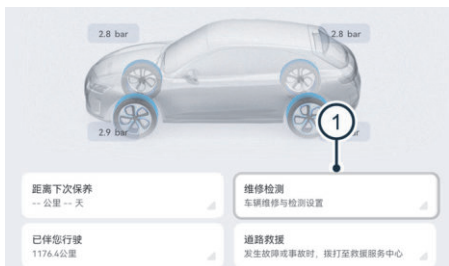 2.8 bar
2.8 bar
2.9 bar
1
距离下次保养
-- 公里 -- 天
维修检测
车辆维修与检测设置
已伴您行驶
1176.4公里
道路救援
发生故障或事故时，拨打至救援服务中心